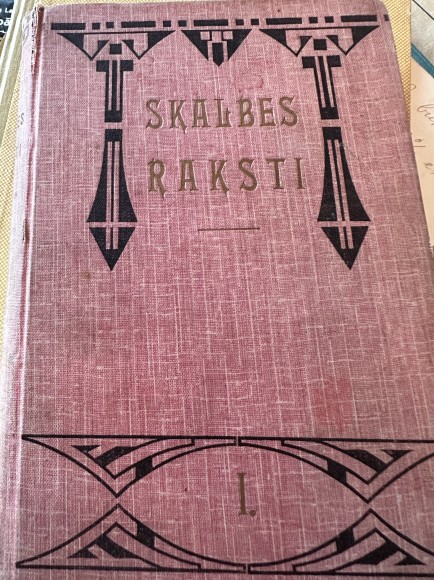 SKALBES
RAKSTI
I.